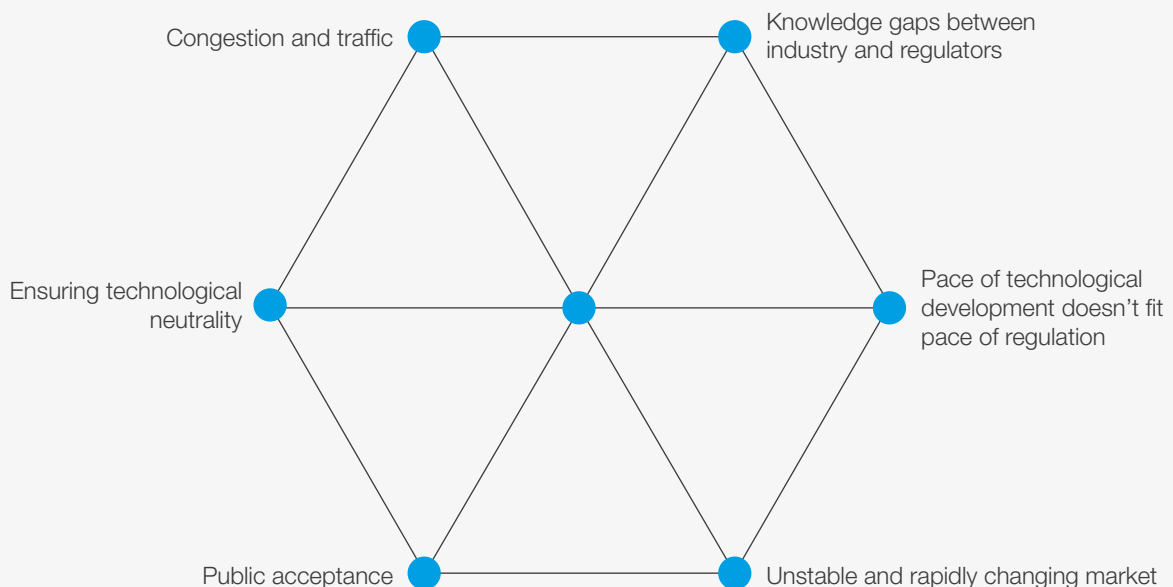 Congestion and traffic
Knowledge gaps between
industry and regulators
Ensuring technological
neutrality
Pace of technological
development doesn’t fit
pace of regulation
Public acceptance
Unstable and rapidly changing market